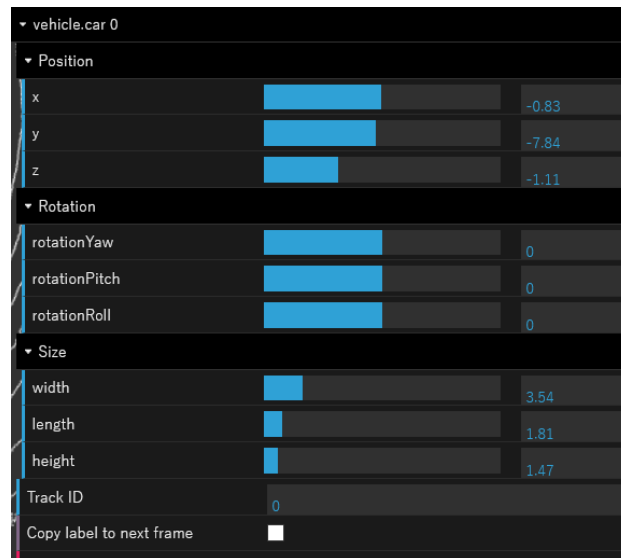 vehicle.car 0
Position
x -0.83
y -7.84
z -1.11
Rotation
rotationYaw 0
rotationPitch 0
rotationRoll 0
Size
width 3.54
length 1.81
height 1.47
Track ID 0
Copy label to next frame